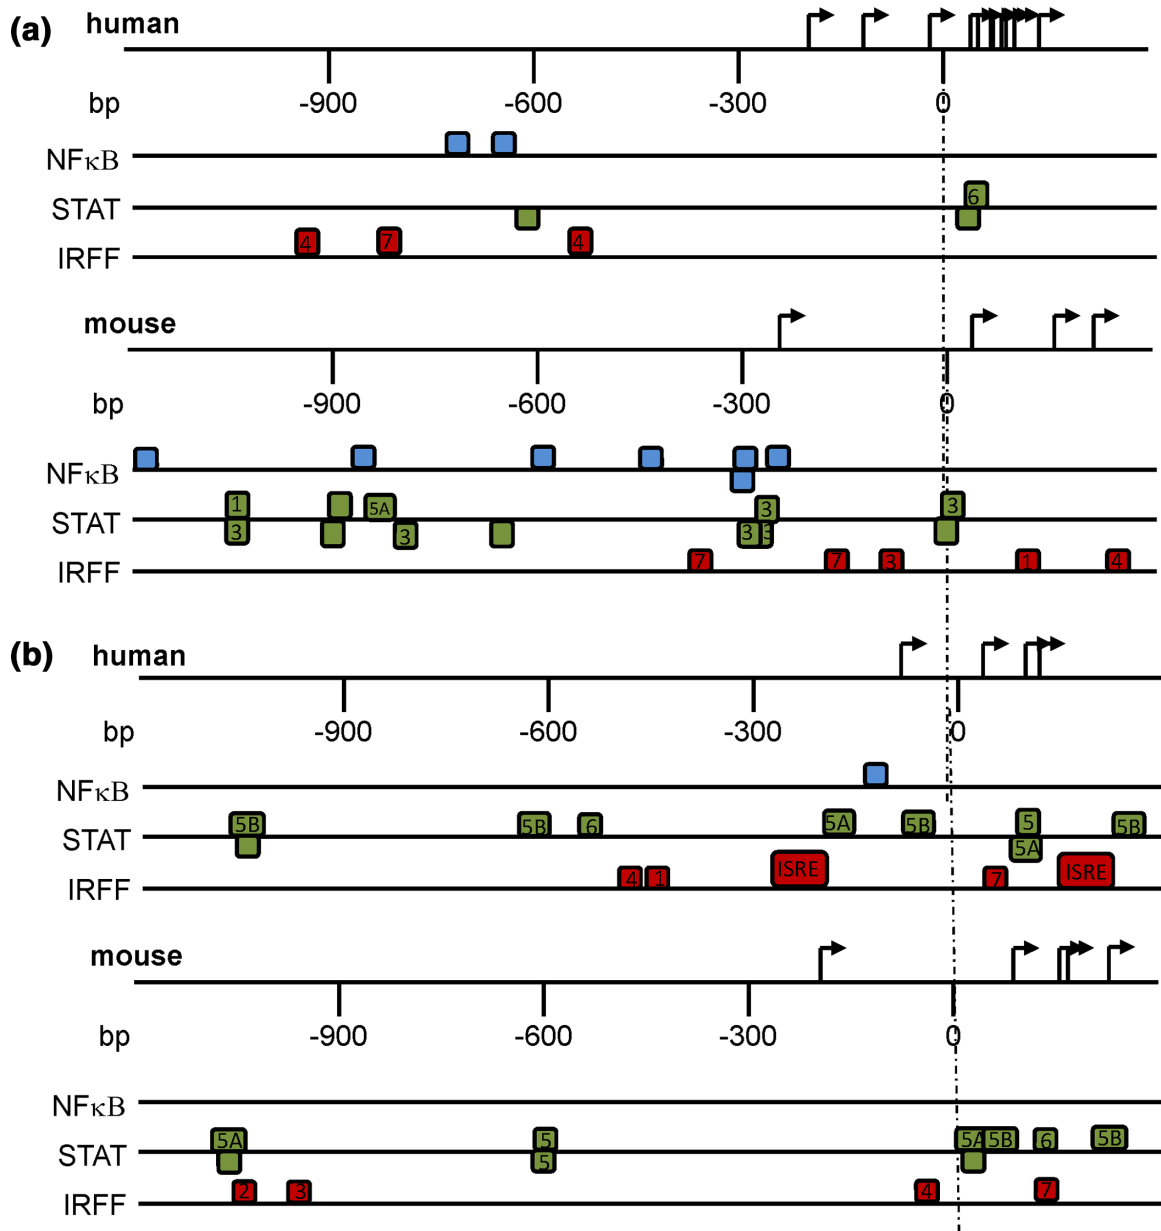 (a) human
bp -900 -600 -300 0
NFκB
STAT 6
IRFF 4 7 4
mouse
bp -900 -600 -300 0
NFκB
STAT 1 5A 3 3
3 3 3 3
IRFF 7 7 3 1 4
(b) human
bp -900 -600 -300 0
NFκB
STAT 5B 5B 6 5A 5B 5 5B
5A
IRFF 4 1 ISRE 7 ISRE
mouse
bp -900 -600 -300 0
NFκB
STAT 5A 5 5A 5B 6 5B
5
IRFF 2 3 4 7